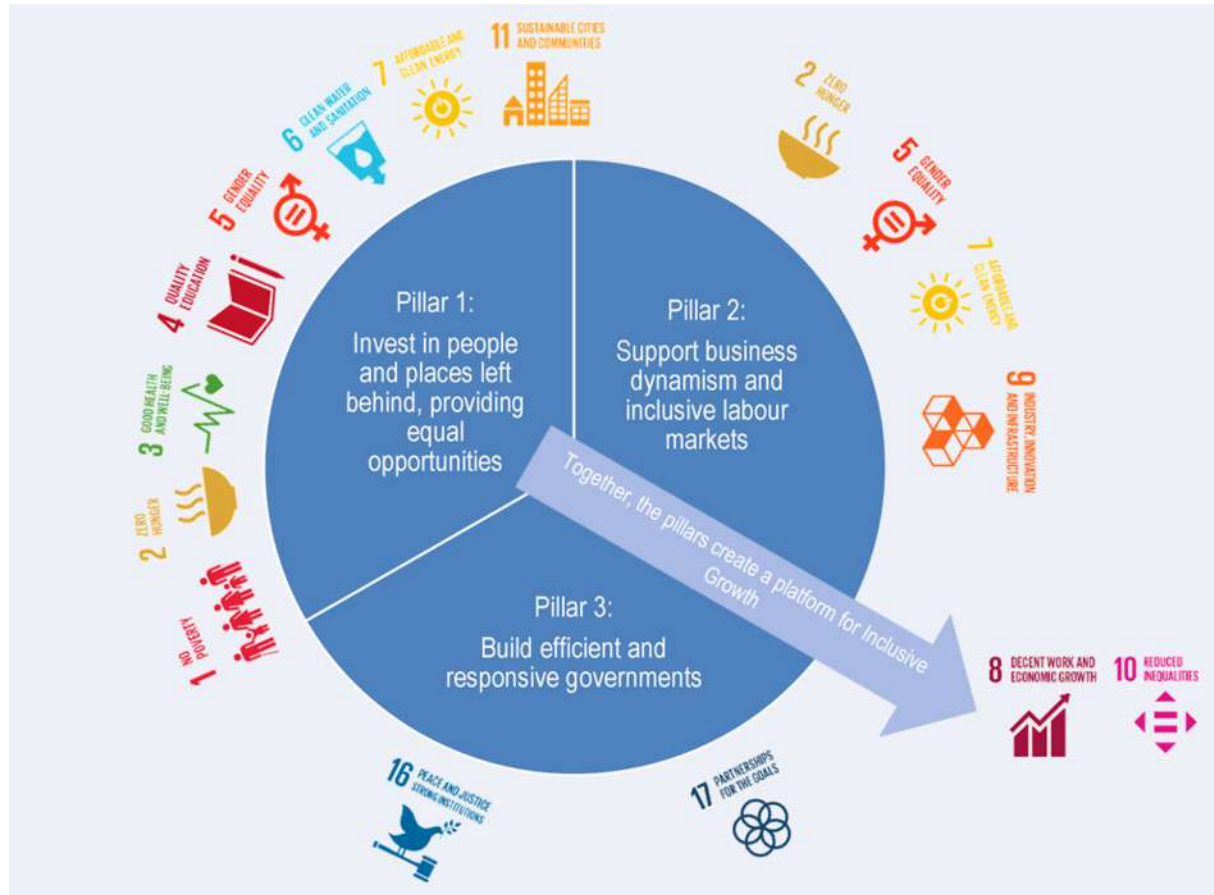 11 SUSTAINABLE CITIES
AND COMMUNITIES
7 AFFORDABLE AND
CLEAN ENERGY
6 CLEAN WATER
AND SANITATION
5 GENDER
EQUALITY
4 QUALITY
EDUCATION
3 GOOD HEALTH
AND WELL-BEING
2 ZERO
HUNGER
1 NO
POVERTY
Pillar 1:
Invest in people
and places left
behind, providing
equal
opportunities
2 ZERO
HUNGER
5 GENDER
EQUALITY
7 AFFORDABLE AND
CLEAN ENERGY
9 INDUSTRY, INNOVATION
AND INFRASTRUCTURE
Pillar 2:
Support business
dynamism and
inclusive labour
markets
Together, the pillars create a platform for Inclusive
Growth
Pillar 3:
Build efficient and
responsive governments
8 DECENT WORK AND
ECONOMIC GROWTH
10 REDUCED
INEQUALITIES
16 PEACE AND JUSTICE
STRONG INSTITUTIONS
17 PARTNERSHIPS
FOR THE GOALS